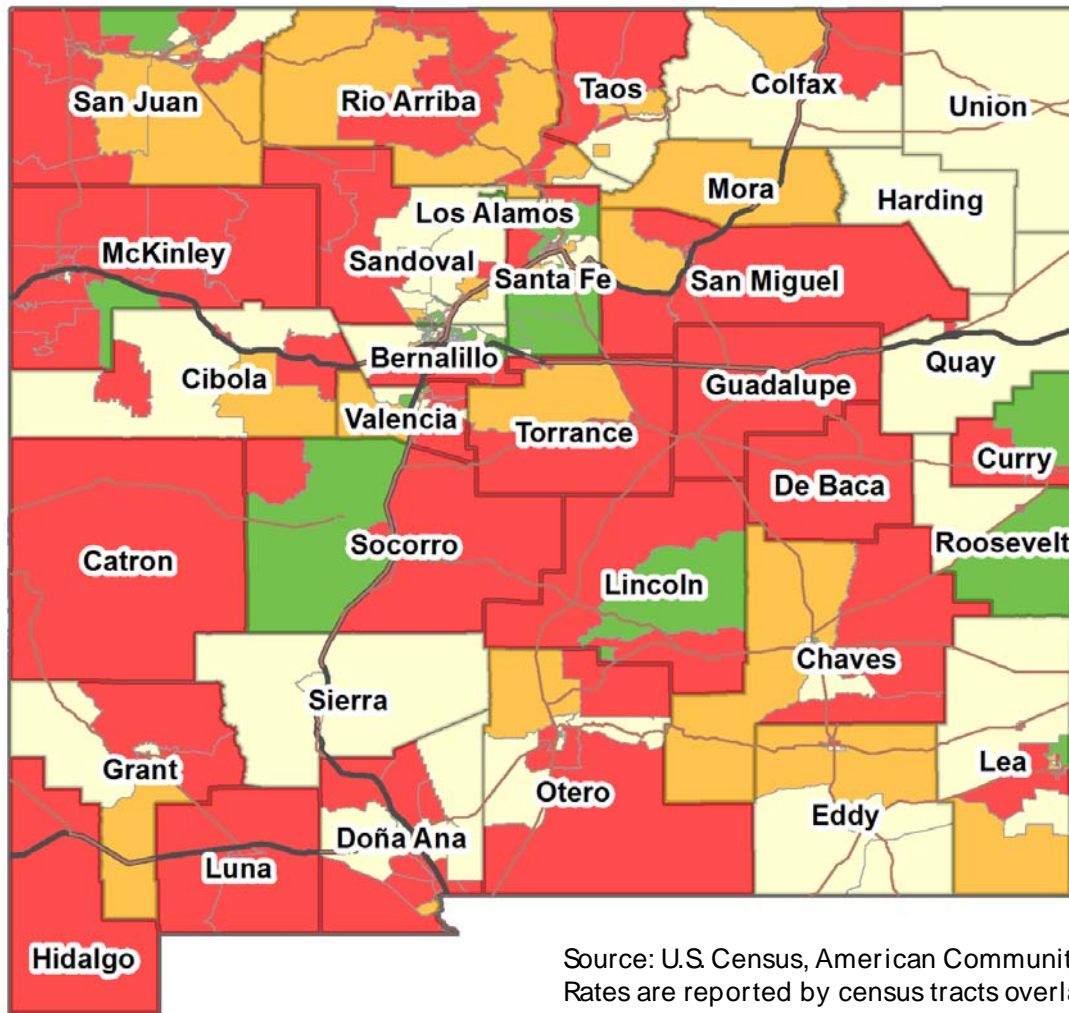 San Juan
Rio Arriba
Taos
Colfax
Union
Mora
Harding
Los Alamos
McKinley
Sandoval
Santa Fe
San Miguel
Bernalillo
Quay
Cibola
Guadalupe
Valencia
Torrance
Curry
De Baca
Catron
Socorro
Roosevelt
Lincoln
Chaves
Sierra
Grant
Otero
Lea
Doña Ana
Eddy
Luna
Hidalgo
Source: U.S. Census, American Communit
Rates are reported by census tracts overla